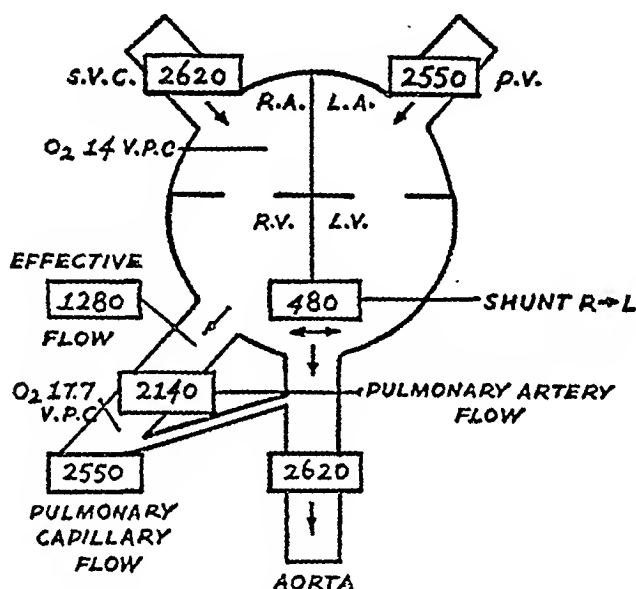 S.V.C. 2620
2550 P.V.
R.A. L.A.
O2 14 V.P.C
R.V. L.V.
EFFECTIVE
1280
FLOW
480
SHUNT R→L
O2 17.7
V.P.C
2140
PULMONARY ARTERY
FLOW
2550
2620
PULMONARY
CAPILLARY
FLOW
AORTA